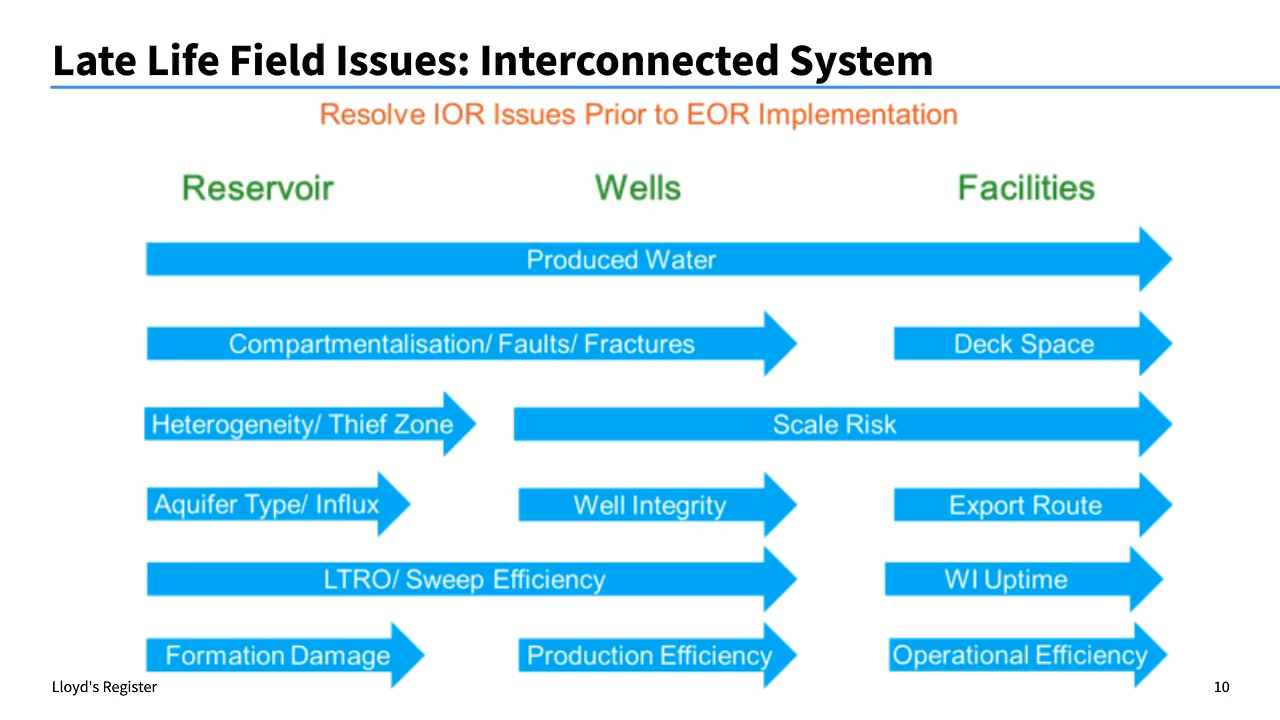 Late Life Field Issues: Interconnected System
Resolve IOR Issues Prior to EOR Implementation
Reservoir Wells Facilities
Produced Water
Compartmentalisation/ Faults/ Fractures Deck Space
Heterogeneity/ Thief Zone Scale Risk
Aquifer Type/ Influx Well Integrity Export Route
LTRO/ Sweep Efficiency WI Uptime
Formation Damage Production Efficiency Operational Efficiency
Lloyd's Register 10